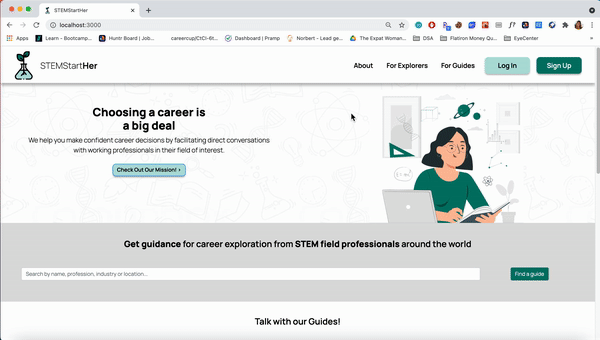 STEMStartHer
localhost:3000
Apps
Learn – Bootcamp...
Huntr Board | Job...
careercup/CtCI-6t...
Dashboard | Pramp
Norbert – Lead ge...
The Expat Woman...
DSA
Flatiron Money Qu...
EyeCenter
STEMStartHer
About
For Explorers
For Guides
Log In
Sign Up
Choosing a career is
a big deal
We help you make confident career decisions by facilitating direct conversations
with working professionals in their field of interest.
Check Out Our Mission! ›
Get guidance for career exploration from STEM field professionals around the world
Search by name, profession, industry or location...
Find a guide
Talk with our Guides!